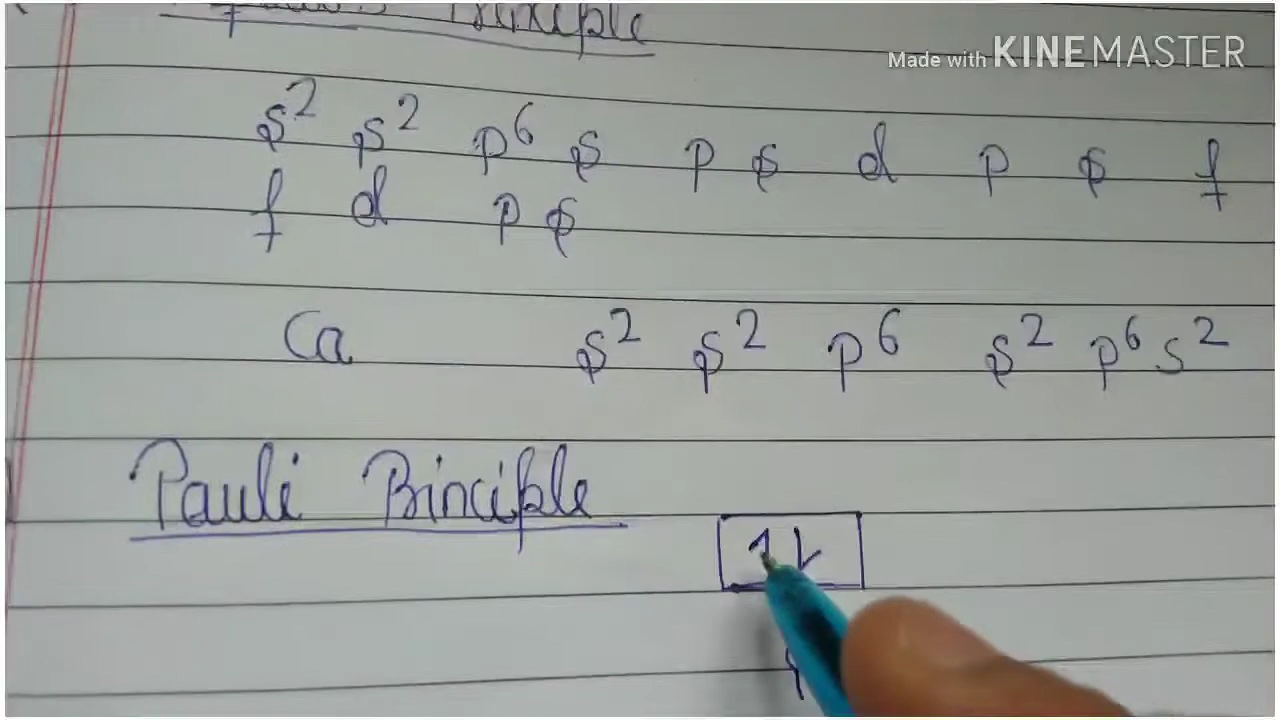 Made with KINEMASTER
s² s² p⁶ s p s d p s f
f d p s
Ca s² s² p⁶ s² p⁶ s²
Pauli Principle